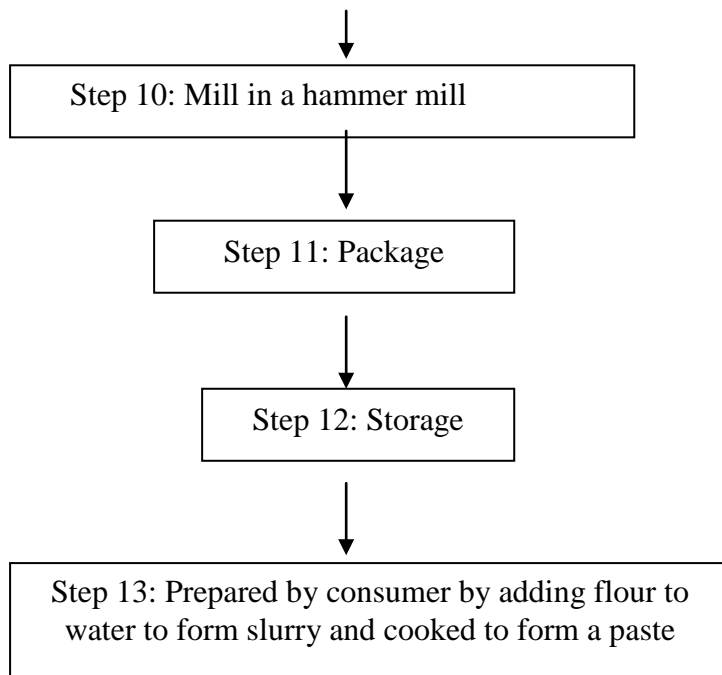 Step 10: Mill in a hammer mill
Step 11: Package
Step 12: Storage
Step 13: Prepared by consumer by adding flour to
water to form slurry and cooked to form a paste